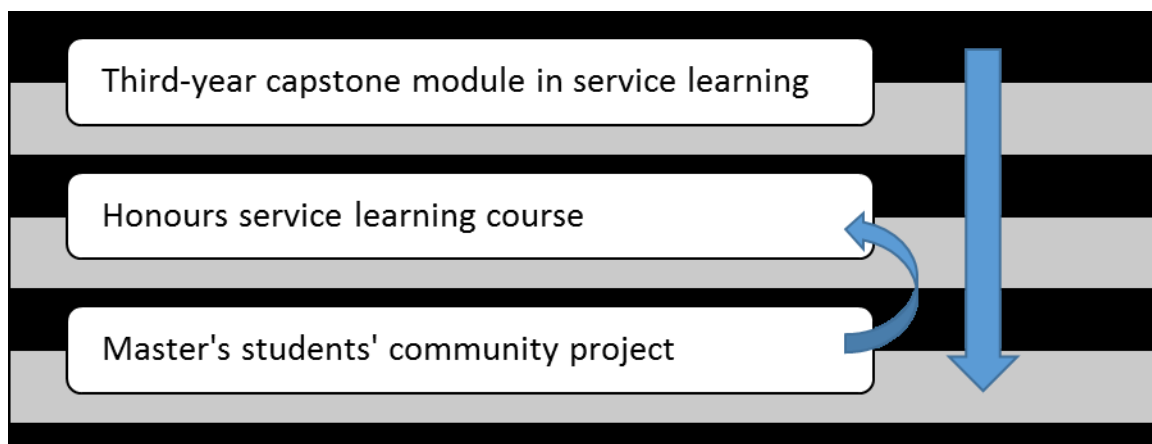 Third-year capstone module in service learning
Honours service learning course
Master's students' community project